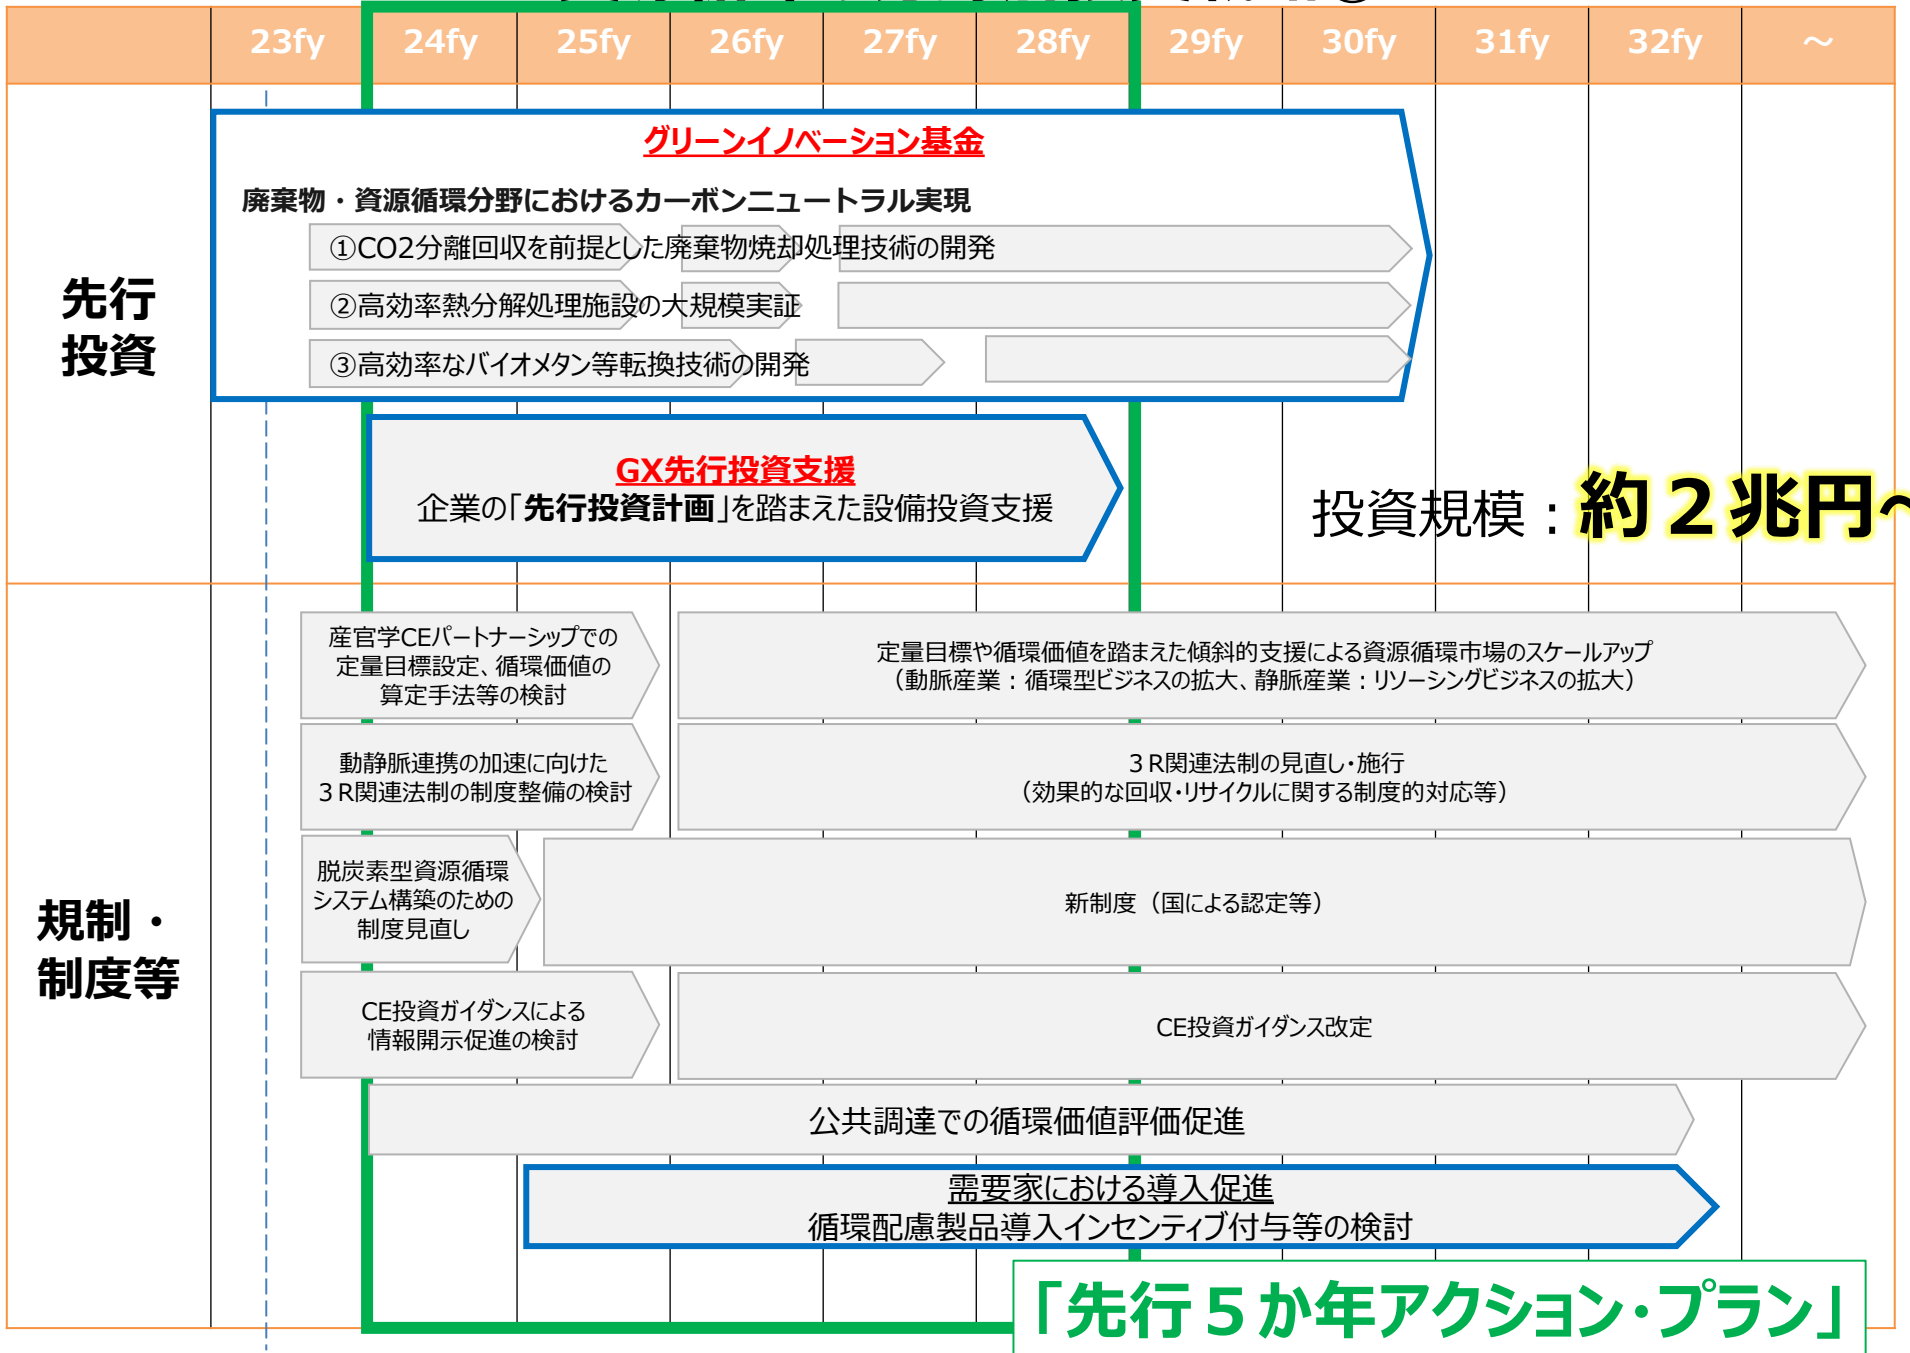 23fy 24fy 25fy 26fy 27fy 28fy 29fy 30fy 31fy 32fy ～
先行
投資
グリーンイノベーション基金
廃棄物・資源循環分野におけるカーボンニュートラル実現
①CO2分離回収を前提とした廃棄物焼却処理技術の開発
②高効率熱分解処理施設の大規模実証
③高効率なバイオメタン等転換技術の開発
GX先行投資支援
企業の「先行投資計画」を踏まえた設備投資支援
投資規模：約２兆円～
規制・
制度等
産官学CEパートナーシップでの
定量目標設定、循環価値の
算定手法等の検討
定量目標や循環価値を踏まえた傾斜的支援による資源循環市場のスケールアップ
（動脈産業：循環型ビジネスの拡大、静脈産業：リソーシングビジネスの拡大）
動静脈連携の加速に向けた
３R関連法制の制度整備の検討
３R関連法制の見直し・施行
（効果的な回収・リサイクルに関する制度的対応等）
脱炭素型資源循環
システム構築のための
制度見直し
新制度（国による認定等）
CE投資ガイダンスによる
情報開示促進の検討
CE投資ガイダンス改定
公共調達での循環価値評価促進
需要家における導入促進
循環配慮製品導入インセンティブ付与等の検討
「先行５か年アクション・プラン」